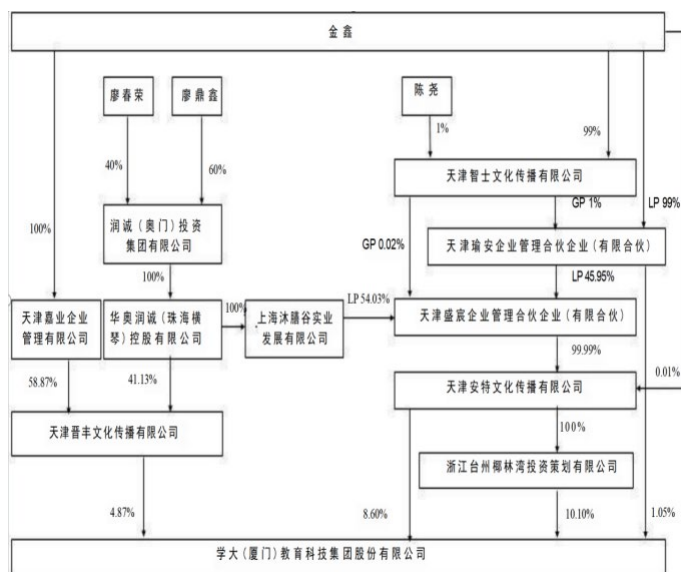 金鑫
廖春荣
廖鼎鑫
陈尧
1%
99%
40%
60%
天津智士文化传播有限公司
GP 1%
LP 99%
100%
润诚（奥门）投资
集团有限公司
GP 0.02%
天津瑜安企业管理合伙企业（有限合伙）
100%
LP 45.95%
天津嘉业企业
管理有限公司
华奥润诚（珠海横
琴）控股有限公司
100%
上海沐膳谷实业
发展有限公司
LP 54.03%
天津盛宸企业管理合伙企业（有限合伙）
99.99%
58.87%
41.13%
天津安特文化传播有限公司
0.01%
天津晋丰文化传播有限公司
100%
浙江台州椰林湾投资策划有限公司
4.87%
8.60%
10.10%
1.05%
学大（厦门）教育科技集团股份有限公司